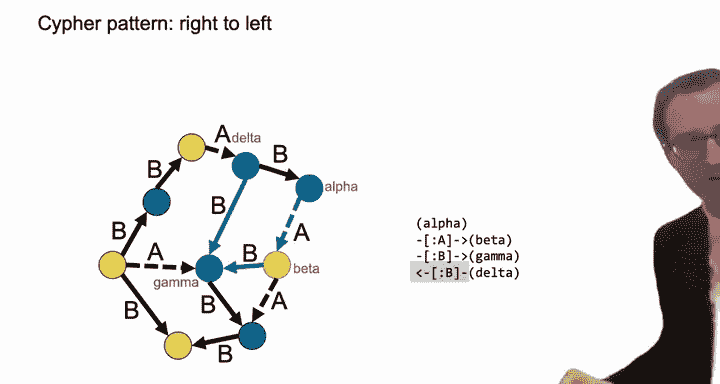 Cypher pattern: right to left
A
delta
B
B
alpha
B
B
A
A
B
beta
gamma
B
B
A
B
(alpha)
-[:A]->(beta)
-[:B]->(gamma)
<-[:B]-(delta)